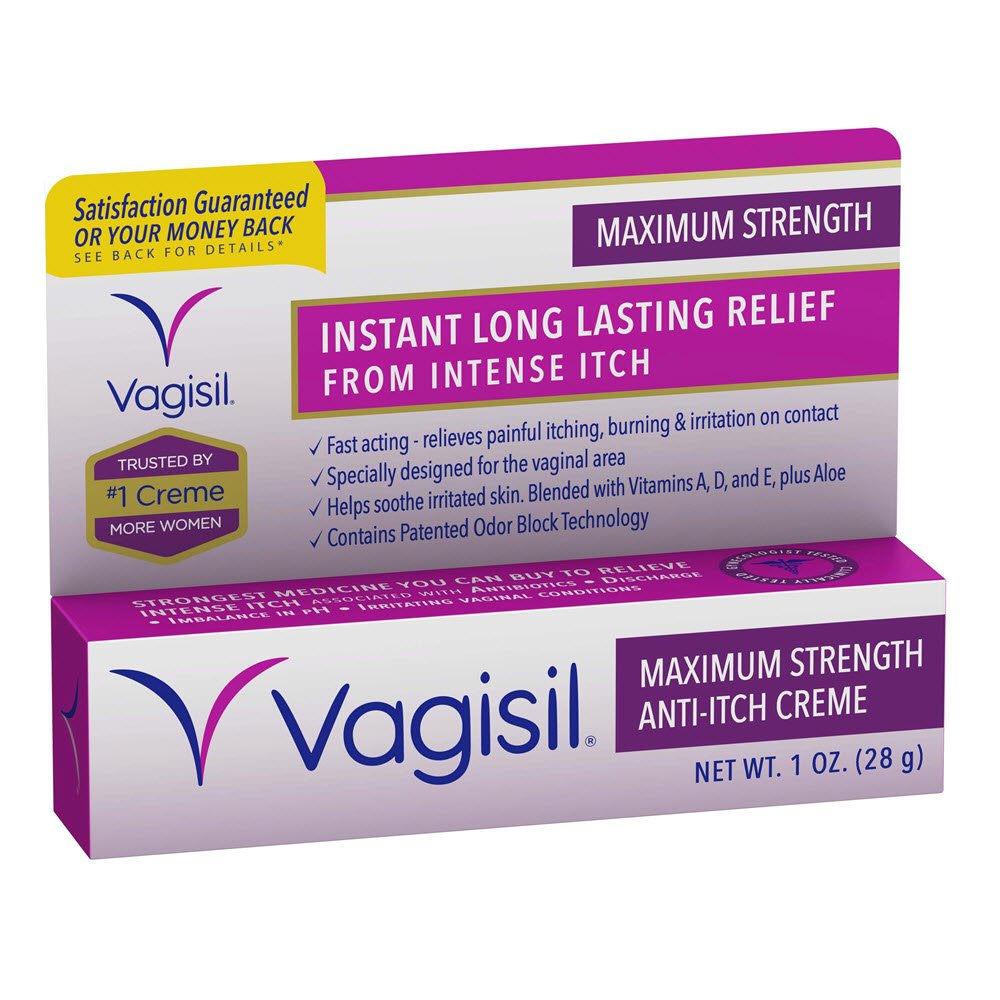 Satisfaction Guaranteed
OR YOUR MONEY BACK
SEE BACK FOR DETAILS*
MAXIMUM STRENGTH
Vagisil®
INSTANT LONG LASTING RELIEF
FROM INTENSE ITCH
TRUSTED BY
#1 Creme
MORE WOMEN
✓ Fast acting - relieves painful itching, burning & irritation on contact
✓ Specially designed for the vaginal area
✓ Helps soothe irritated skin. Blended with Vitamins A, D, and E, plus Aloe
✓ Contains Patented Odor Block Technology
STRONGEST MEDICINE YOU CAN BUY TO RELIEVE
INTENSE ITCH ASSOCIATED WITH ANTIBIOTICS • DISCHARGE
• IMBALANCE IN pH • IRRITATING VAGINAL CONDITIONS
GYNECOLOGIST TESTED
CLINICALLY TESTED
Vagisil®
MAXIMUM STRENGTH
ANTI-ITCH CREME
NET WT. 1 OZ. (28 g)